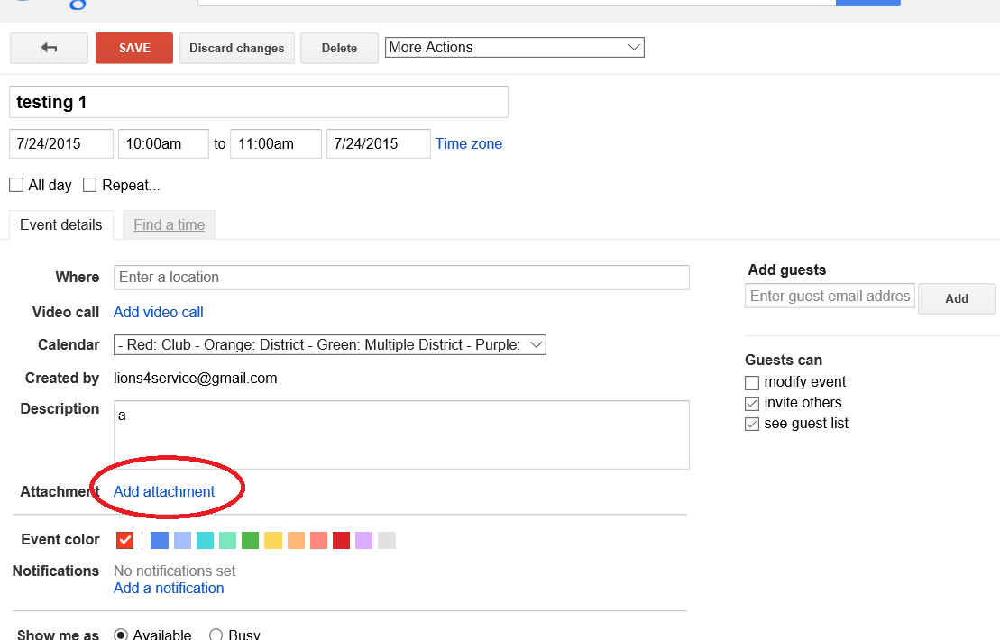 SAVE Discard changes Delete More Actions
testing 1
7/24/2015 10:00am to 11:00am 7/24/2015 Time zone
All day Repeat...
Event details Find a time
Where Enter a location
Video call Add video call
Calendar - Red: Club - Orange: District - Green: Multiple District - Purple:
Created by lions4service@gmail.com
Description a
Attachment Add attachment
Event color
Notifications No notifications set
Add a notification
Show me as Available Busy
Add guests
Enter guest email addres Add
Guests can
modify event
invite others
see guest list